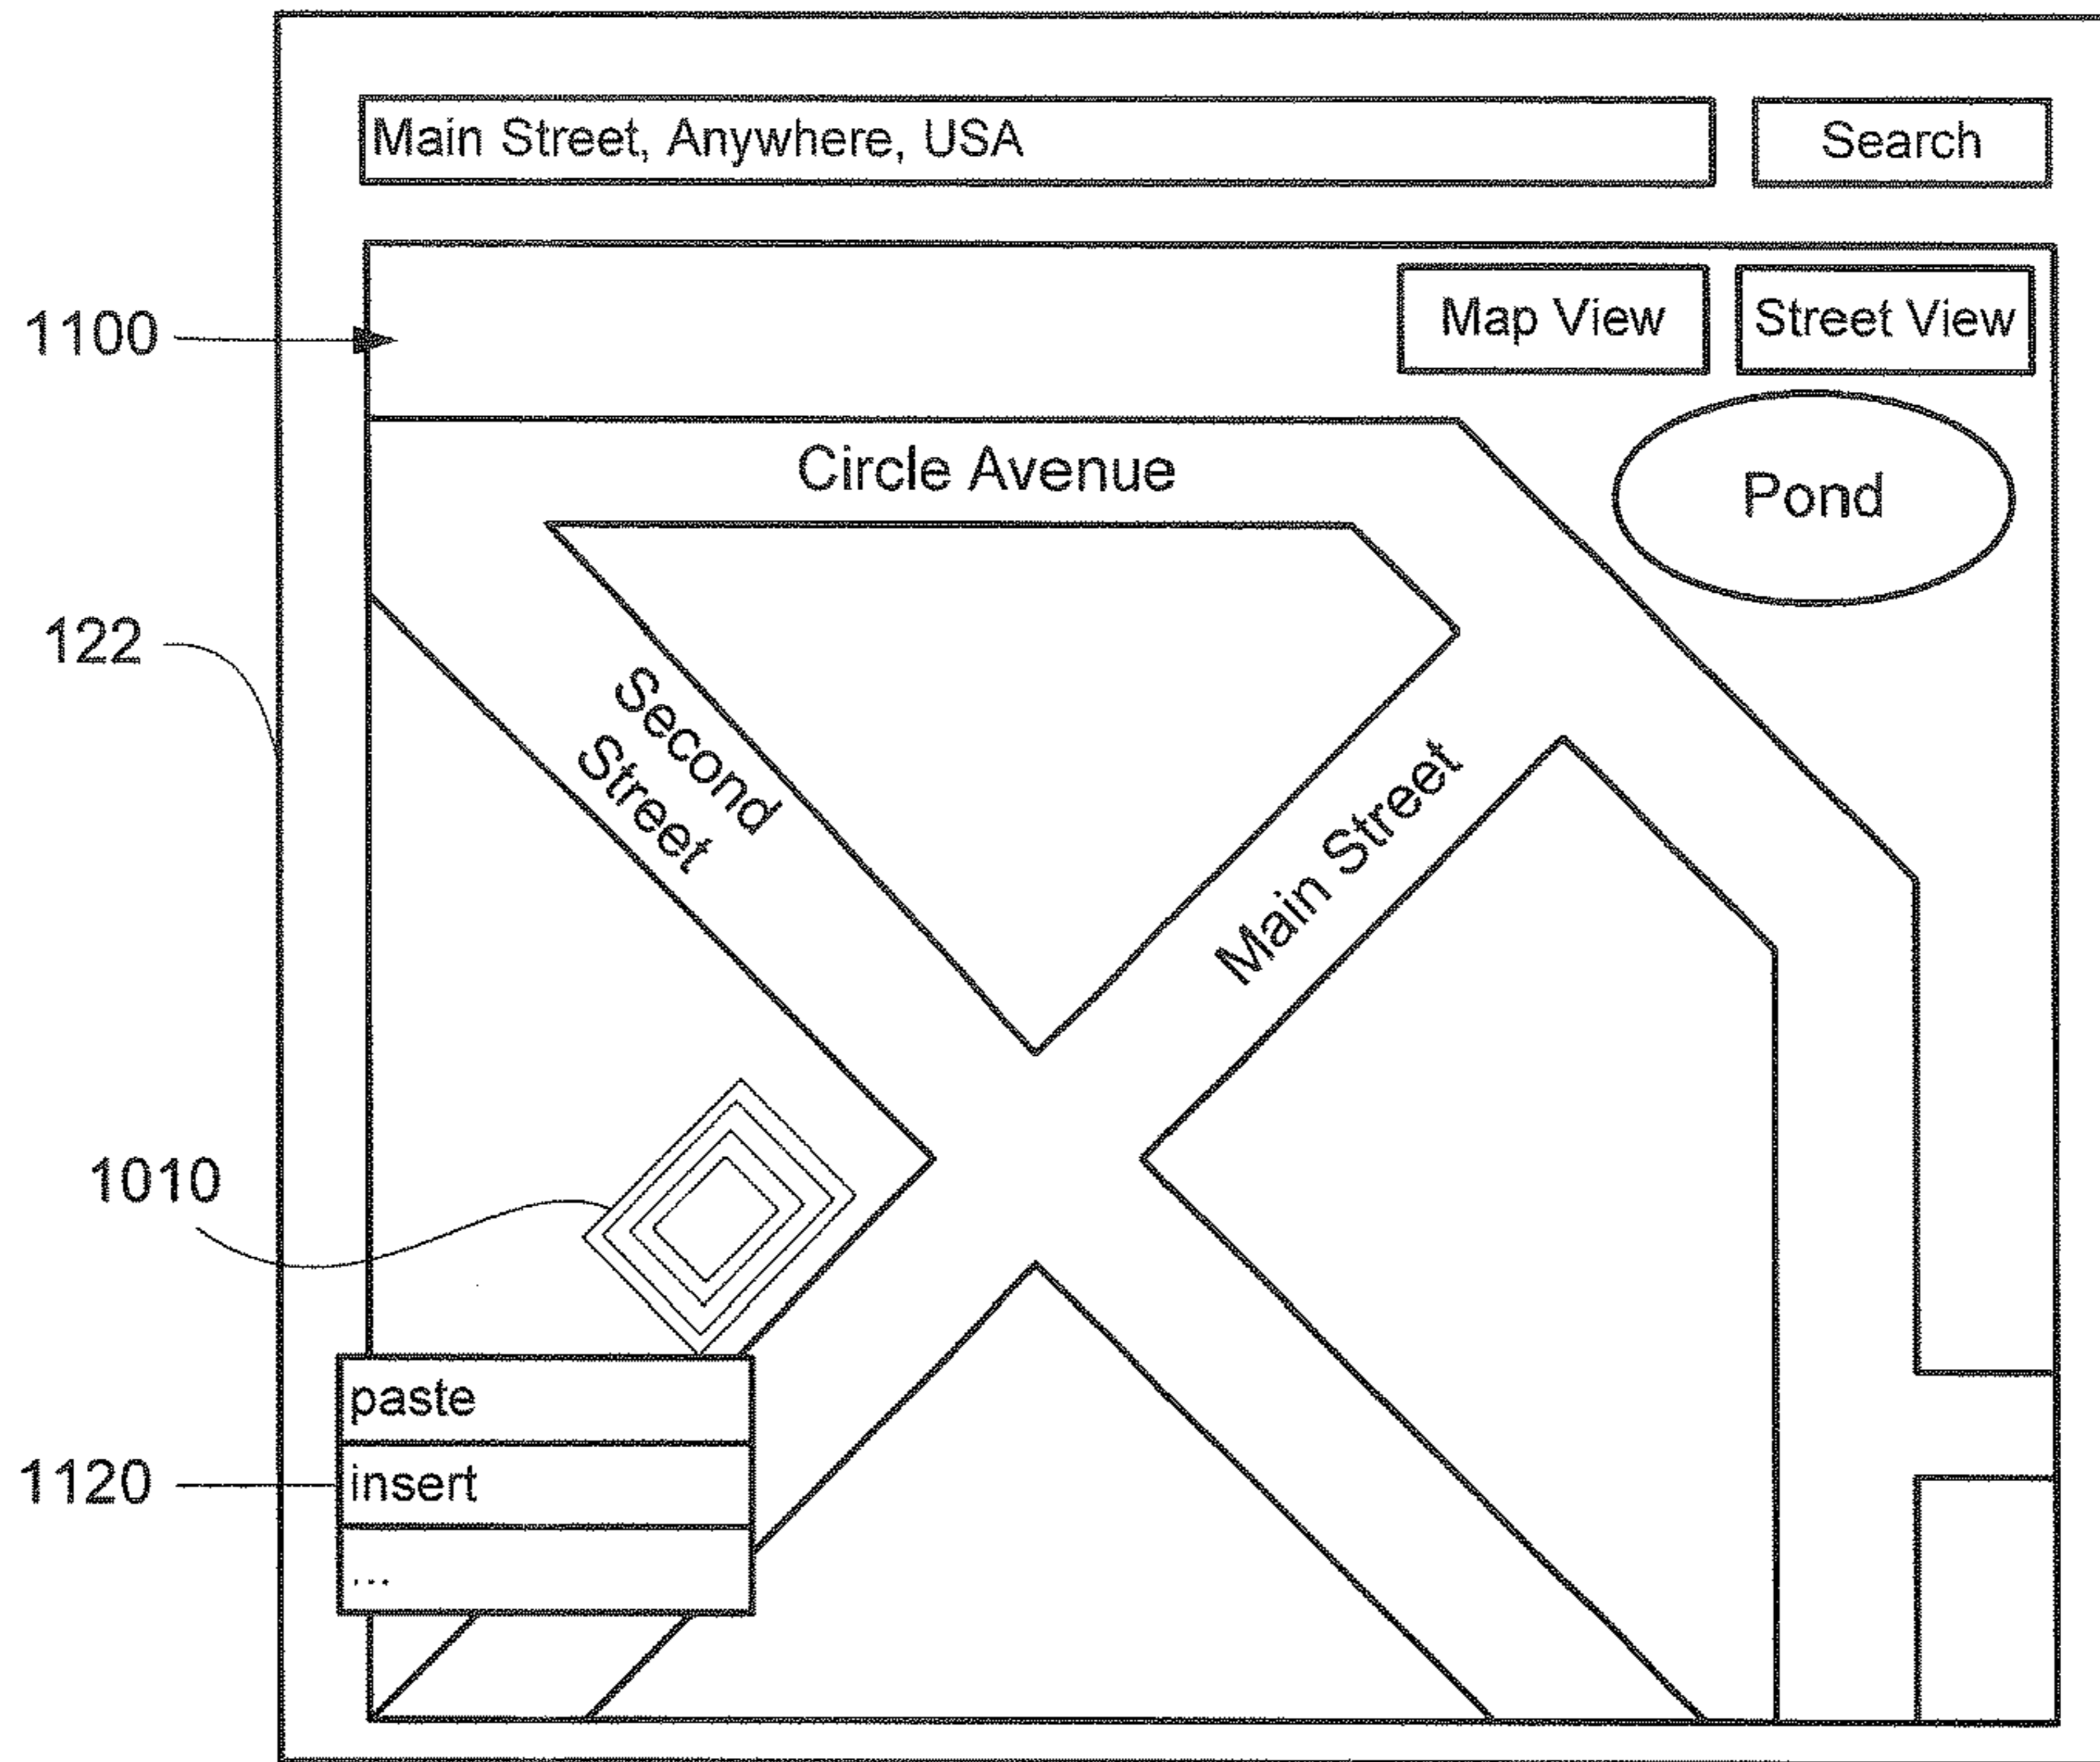 Main Street, Anywhere, USA
Search
1100
Map View
Street View
Circle Avenue
Pond
122
Second
Street
Main Street
1010
paste
1120
insert
...